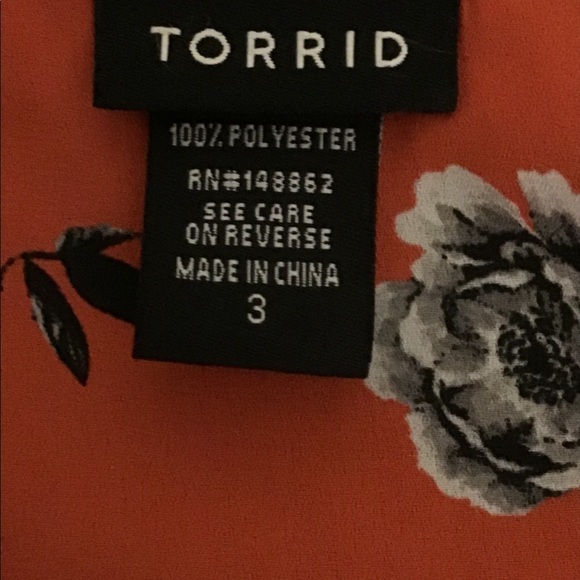 TORRID
100% POLYESTER
RN#148862
SEE CARE
ON REVERSE
MADE IN CHINA
3